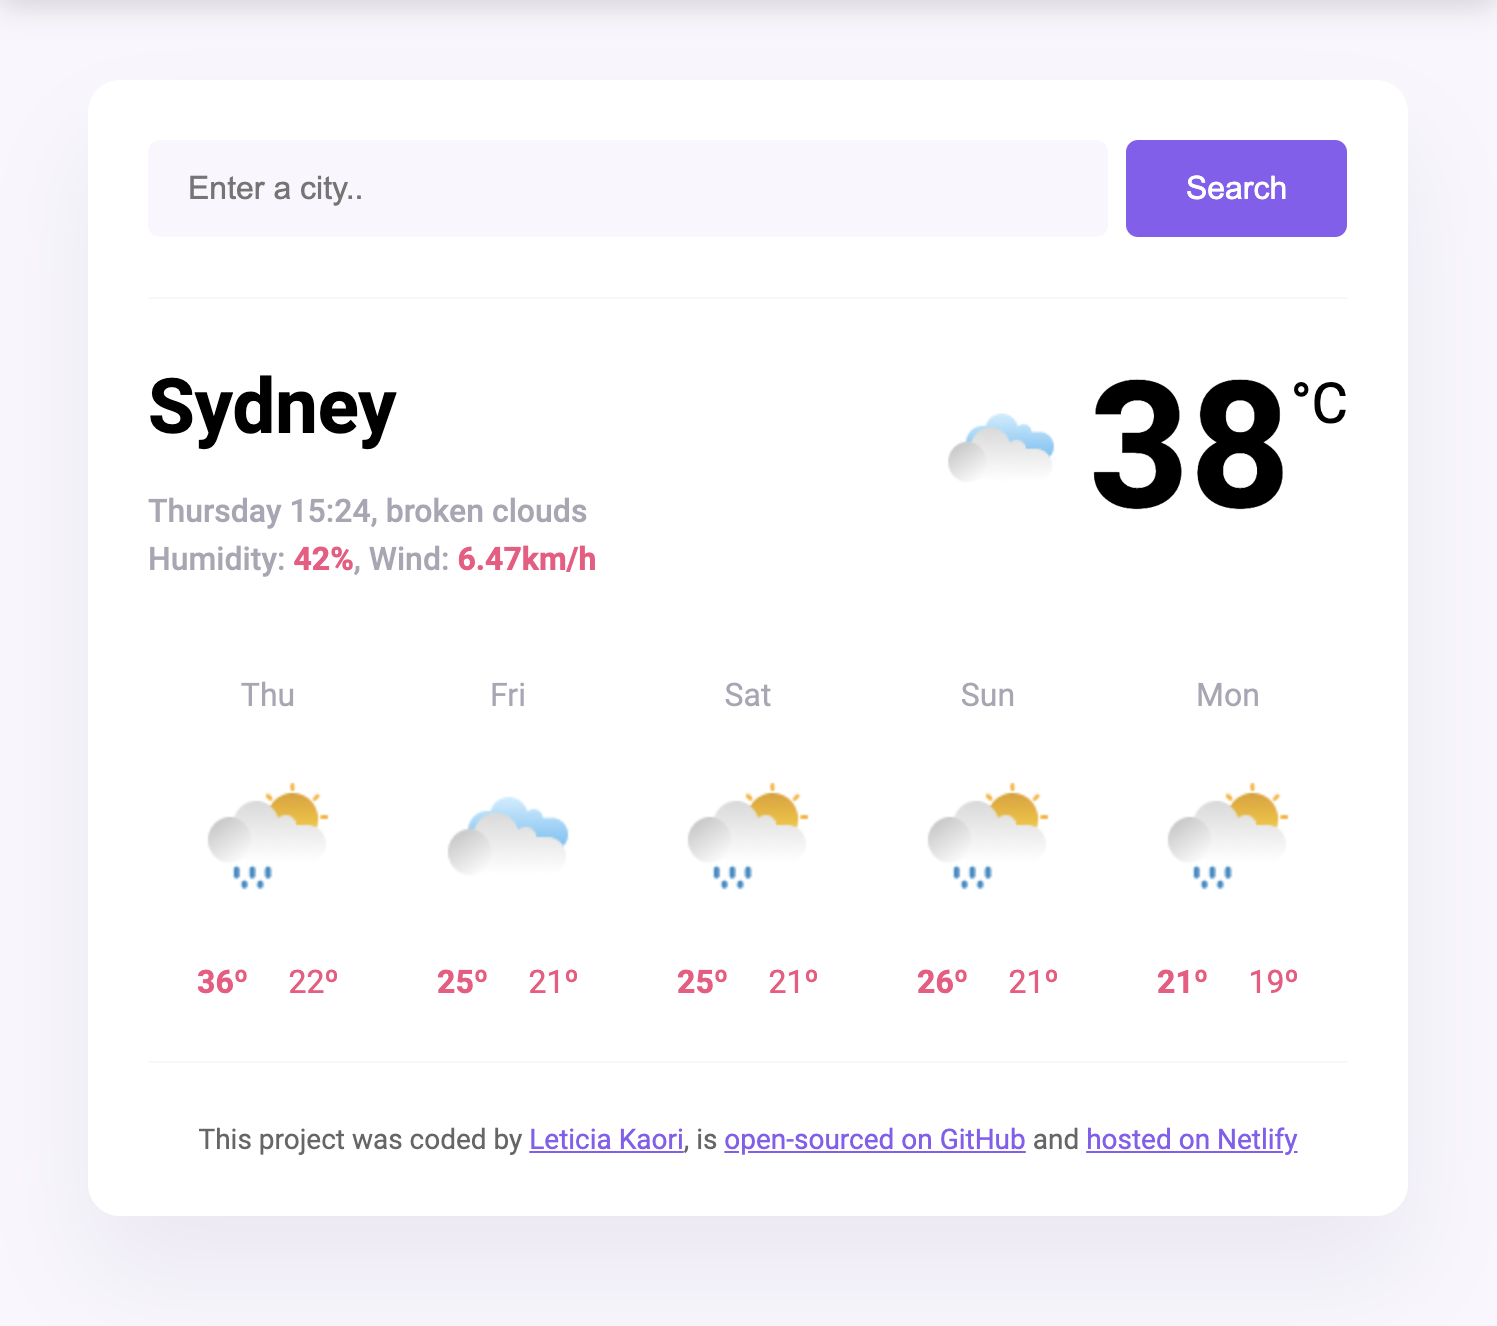 Enter a city..
Search
Sydney
38 °C
Thursday 15:24, broken clouds
Humidity: 42%, Wind: 6.47km/h
Thu Fri Sat Sun Mon
36º 22º 25º 21º 25º 21º 26º 21º 21º 19º
This project was coded by Leticia Kaori, is open-sourced on GitHub and hosted on Netlify